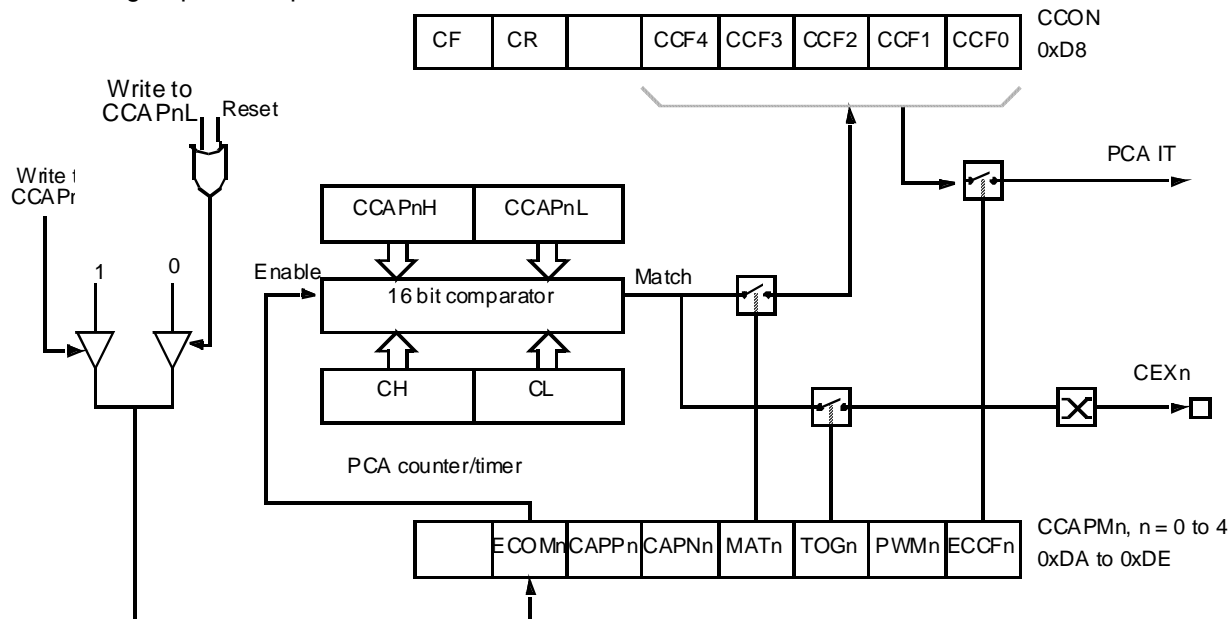 CF CR CCF4 CCF3 CCF2 CCF1 CCF0
CCON
0xD8
Write to
CCAPnL
Reset
Write
PCA IT
CCAPnH CCAPnL
1
0
Enable
16 bit comparator
Match
CH CL
CEXn
PCA counter/timer
ECOMn CAPPn CAPNn MATn TOGn PWMn ECCFn
CCAPMn, n = 0 to 4
0xDA to 0xDE